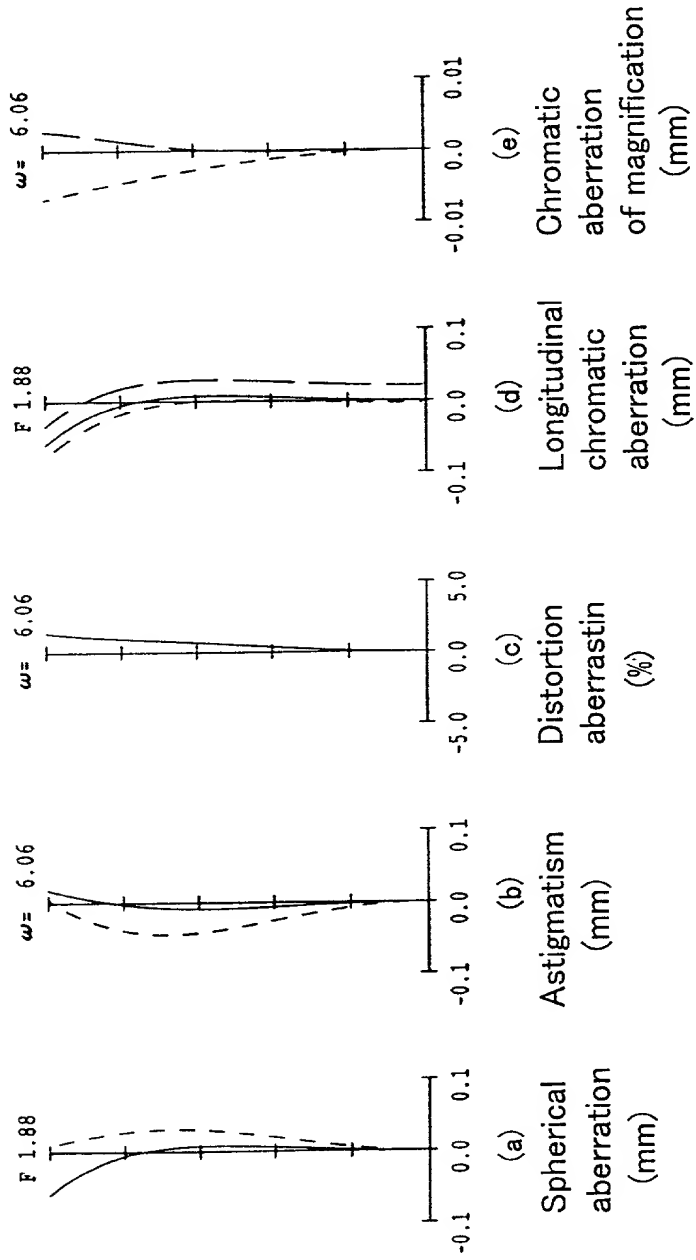 F 1.88
-0.1 0.0 0.1
(a)
Spherical
aberration
(mm)
ω= 6.06
-0.1 0.0 0.1
(b)
Astigmatism
(mm)
ω= 6.06
-5.0 0.0 5.0
(c)
Distortion
aberrastin
(%)
F 1.88
-0.1 0.0 0.1
(d)
Longitudinal
chromatic
aberration
(mm)
ω= 6.06
-0.01 0.0 0.01
(e)
Chromatic
aberration
of magnification
(mm)